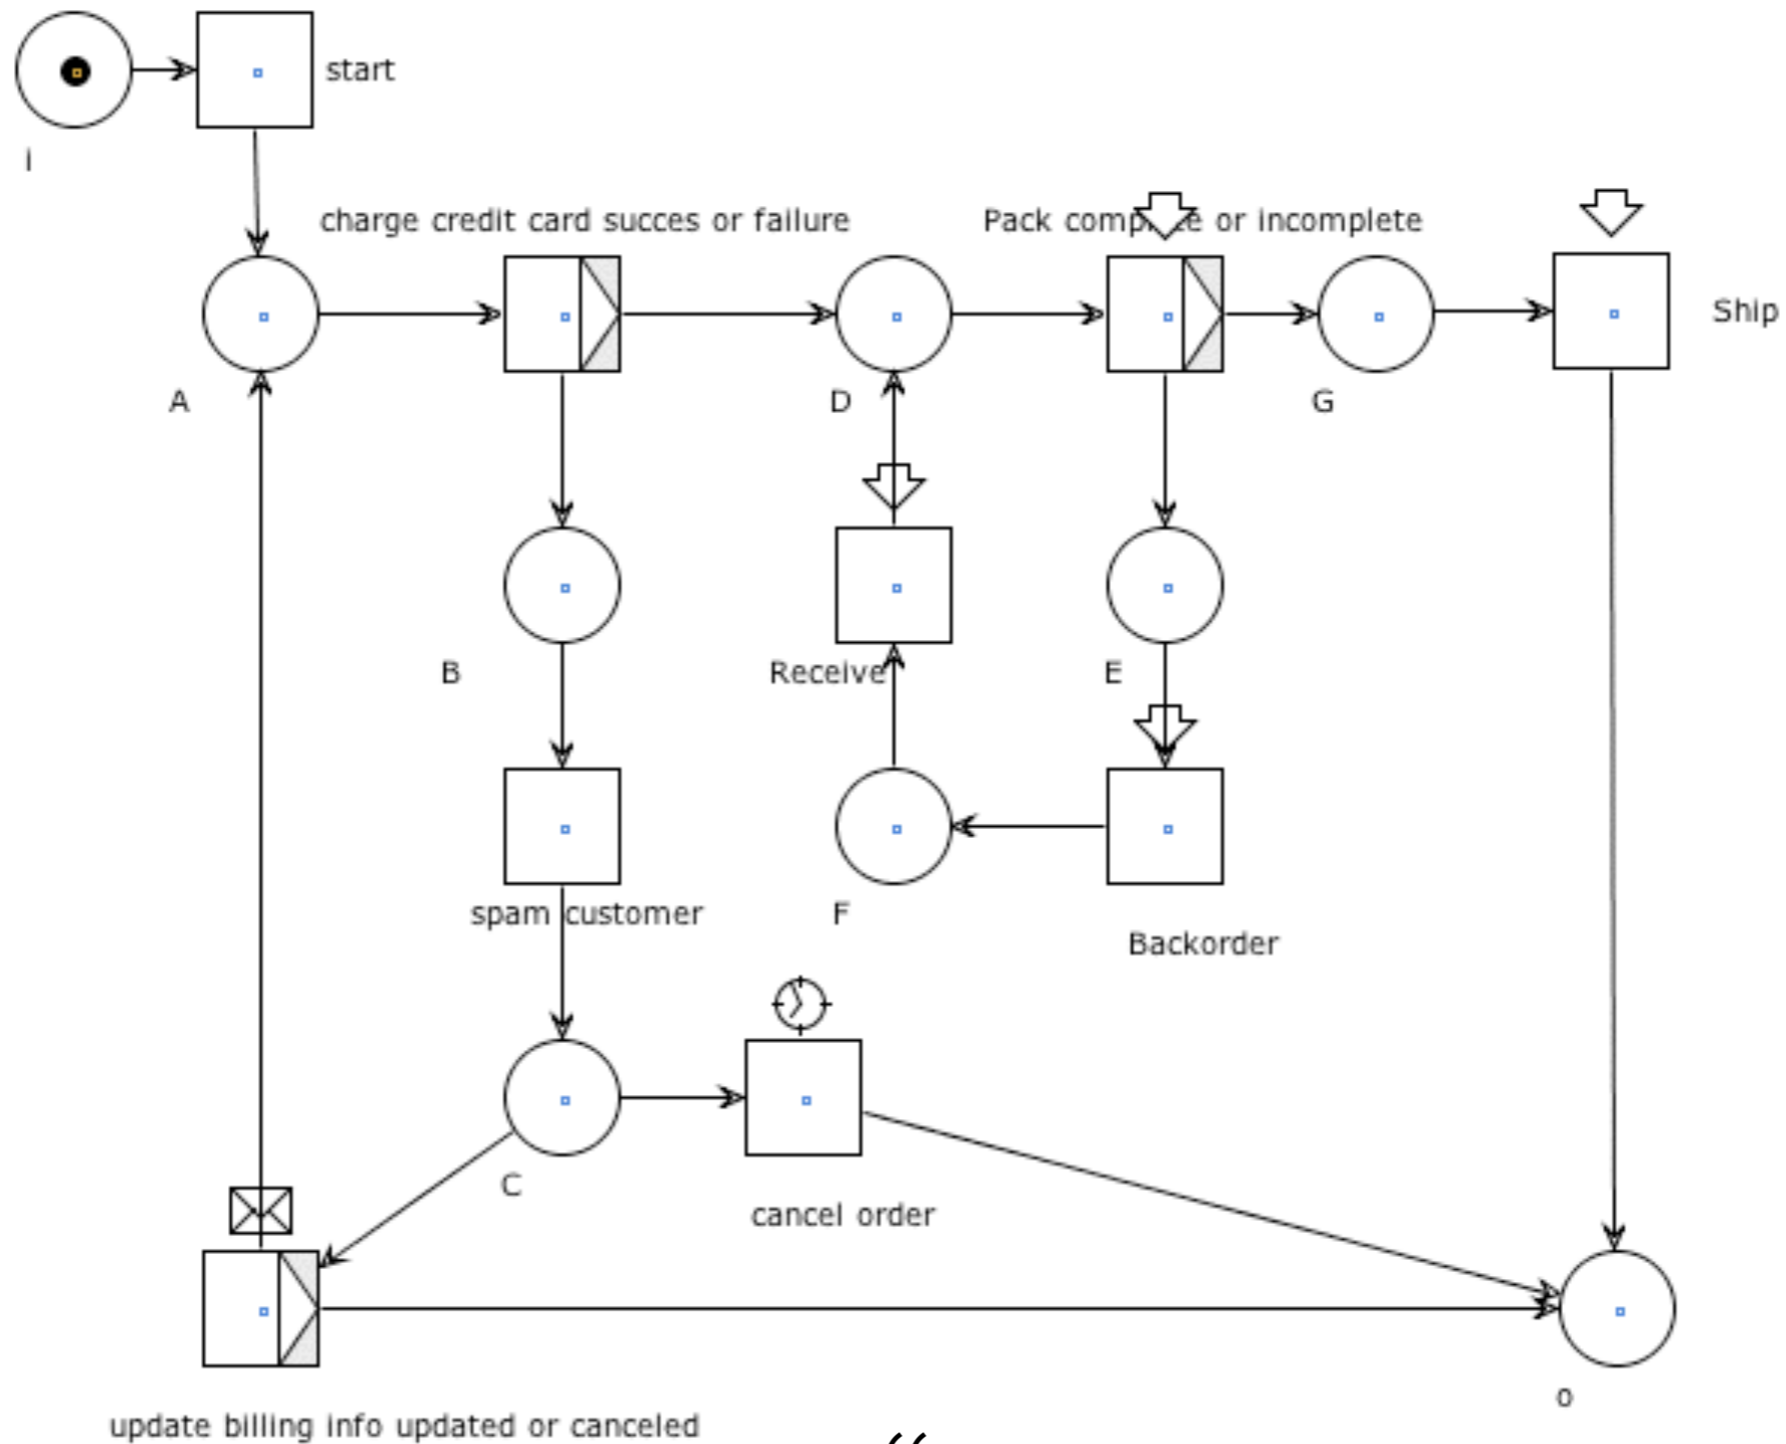 start
i
charge credit card succes or failure
Pack complete or incomplete
Ship
A
D
G
B
Receive
E
spam customer
F
Backorder
C
cancel order
o
update billing info updated or canceled
“